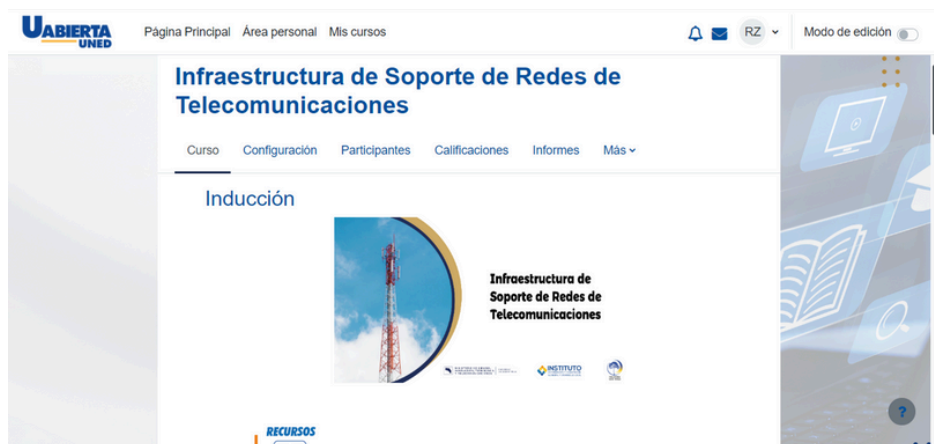 UABIERTA
UNED
Página Principal Área personal Mis cursos
RZ
Modo de edición
Infraestructura de Soporte de Redes de
Telecomunicaciones
Curso Configuración Participantes Calificaciones Informes Más
Inducción
Infraestructura de
Soporte de Redes de
Telecomunicaciones
INSTITUTO
?
RECURSOS